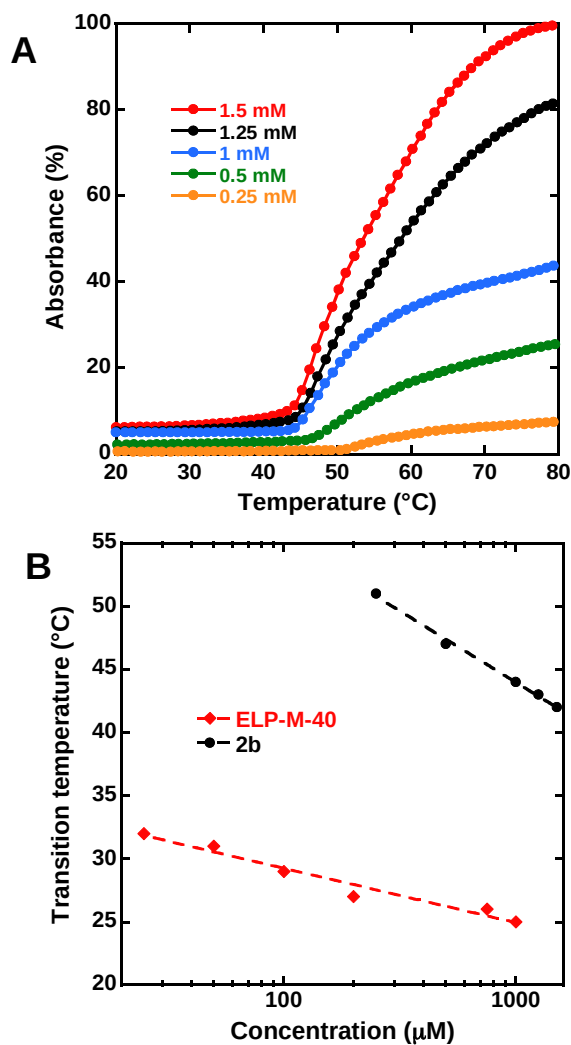 A
100
80
60
40
20
0
Absorbance (%)
1.5 mM
1.25 mM
1 mM
0.5 mM
0.25 mM
20 30 40 50 60 70 80
Temperature (°C)
B
55
50
45
40
35
30
25
20
Transition temperature (°C)
ELP-M-40
2b
100 1000
Concentration (μM)